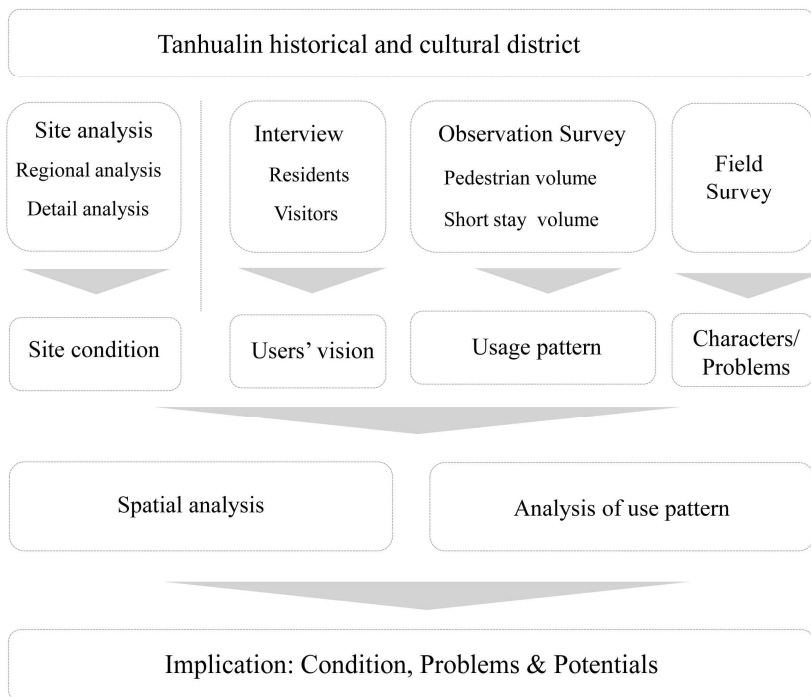 Tanhualin historical and cultural district
Site analysis
Regional analysis
Detail analysis
Interview
Residents
Visitors
Observation Survey
Pedestrian volume
Short stay volume
Field
Survey
Site condition
Users’ vision
Usage pattern
Characters/
Problems
Spatial analysis
Analysis of use pattern
Implication: Condition, Problems & Potentials